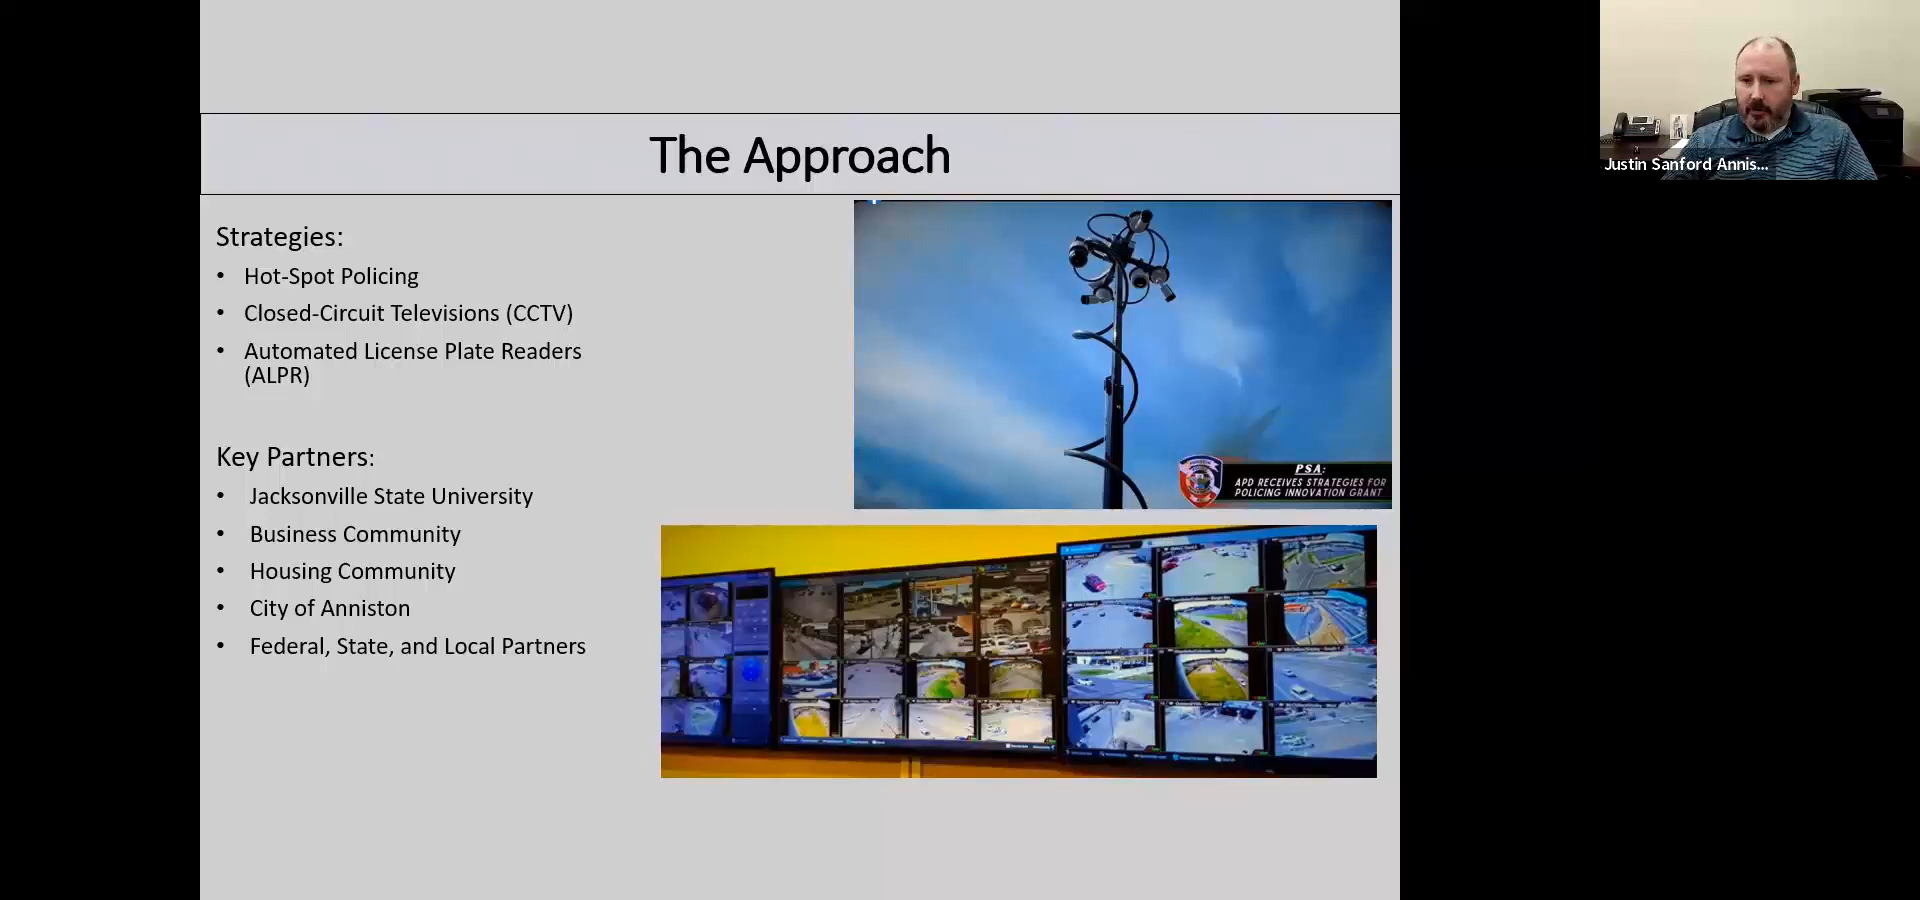 The Approach
Strategies:
• Hot-Spot Policing
• Closed-Circuit Televisions (CCTV)
• Automated License Plate Readers
(ALPR)
Key Partners:
• Jacksonville State University
• Business Community
• Housing Community
• City of Anniston
• Federal, State, and Local Partners
PSA:
APD RECEIVES STRATEGIES FOR
POLICING INNOVATION GRANT
Justin Sanford Annis...